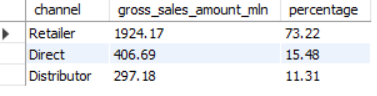 channel gross_sales_amount_mln percentage
Retailer 1924.17 73.22
Direct 406.69 15.48
Distributor 297.18 11.31